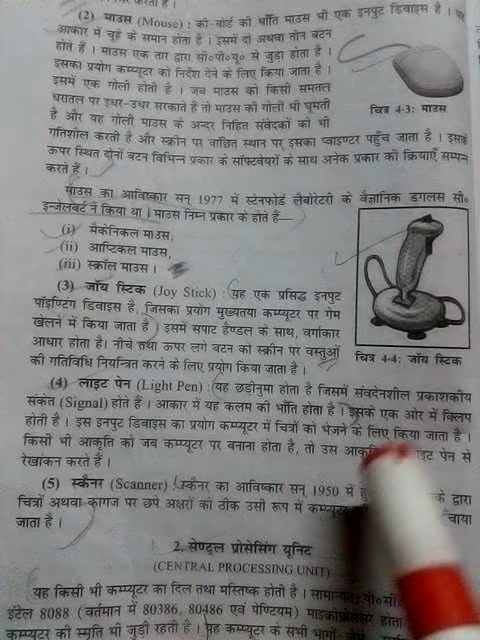 (2) माउस (Mouse) : की-बोर्ड की भाँति माउस भी एक इनपुट डिवाइस है ।
आकार में चूहे के समान होता है । इसमें दो अथवा तीन बटन
होते हैं । माउस एक तार द्वारा सी०पी०यू० से जुड़ा होता है ।
इसका प्रयोग कम्प्यूटर को निर्देश देने के लिए किया जाता है ।
इसमें एक गोली होती है । जब माउस को किसी समतल
धरातल पर इधर-उधर सरकाते हैं तो माउस की गोली भी घूमती
है और यह गोली माउस के अन्दर निहित संवेदकों को भी
चित्र 4·3: माउस
गतिशील करती है और स्क्रीन पर वांछित स्थान पर इसका प्वाइण्टर पहुँच जाता है । इसके
ऊपर स्थित दोनों बटन विभिन्न प्रकार के सॉफ्टवेयरों के साथ अनेक प्रकार की क्रियाएँ सम्पन्न
करते हैं ।
माउस का आविष्कार सन् 1977 में स्टेनफोर्ड लैबोरेटरी के वैज्ञानिक डगलस सी०
इन्जेलबर्ट ने किया था । माउस निम्न प्रकार के होते हैं—
(i) मैकेनिकल माउस,
(ii) आप्टिकल माउस,
(iii) स्क्रॉल माउस ।
(3) जॉय स्टिक (Joy Stick) : यह एक प्रसिद्ध इनपुट
पॉइण्टिंग डिवाइस है, जिसका प्रयोग मुख्यतया कम्प्यूटर पर गेम
खेलने में किया जाता है । इसमें सपाट हैण्डल के साथ, वर्गाकार
आधार होता है। नीचे तथा ऊपर लगे बटन को स्क्रीन पर वस्तुओं
की गतिविधि नियन्त्रित करने के लिए प्रयोग किया जाता है ।
चित्र 4·4: जॉय स्टिक
(4) लाइट पेन (Light Pen) : यह छड़ीनुमा होता है जिसमें संवेदनशील प्रकाशकीय
संकेत (Signal) होते हैं । आकार में यह कलम की भाँति होता है । इसके एक ओर में क्लिप
होती है । इस इनपुट डिवाइस का प्रयोग कम्प्यूटर में चित्रों को भेजने के लिए किया जाता है ।
किसी भी आकृति को जब कम्प्यूटर पर बनाना होता है, तो उस पेन से
रेखांकन करते हैं ।
(5) स्कैनर (Scanner) : स्कैनर का आविष्कार सन् 1950 में के द्वारा
चित्रों अथवा कागज पर छपे अक्षरों को ठीक उसी रूप में
जाता है ।
2. सेण्ट्रल प्रोसेसिंग यूनिट
(CENTRAL PROCESSING UNIT)
यह किसी भी कम्प्यूटर का दिल तथा मस्तिष्क होता है ।
इंटेल 8088 (वर्तमान में 80386, 80486 एवं पेण्टियम) माइक्रोप्रोसेसर
कम्प्यूटर की स्मृति भी जुड़ी रहती है । यह कम्प्यूटर के सभी